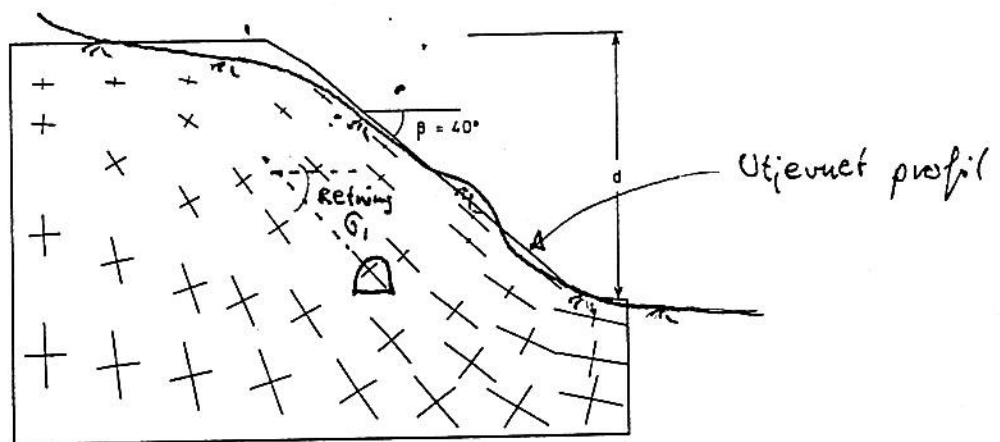 β = 40°
d
Utjevnet profil
Retning
σ₁